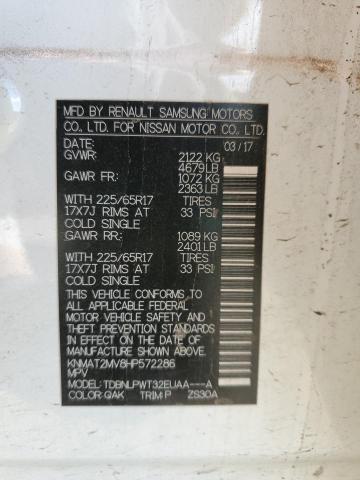 MFD BY RENAULT SAMSUNG MOTORS
CO., LTD. FOR NISSAN MOTOR CO., LTD.
DATE: 03/17
GVWR: 2122 KG
4679 LB
GAWR FR: 1072 KG
2363 LB
WITH 225/65R17 TIRES
17X7J RIMS AT 33 PSI
COLD SINGLE
GAWR RR: 1089 KG
2401 LB
WITH 225/65R17 TIRES
17X7J RIMS AT 33 PSI
COLD SINGLE
THIS VEHICLE CONFORMS
TO ALL APPLICABLE FEDERAL
MOTOR VEHICLE SAFETY AND
THEFT PREVENTION STANDARDS
IN EFFECT ON THE DATE OF
MANUFACTURE SHOWN ABOVE.
KNMAT2MV8HP572286
MPV
MODEL: TDBNLPWT32EUAA---A
COLOR: QAK TRIM: P ZS30A